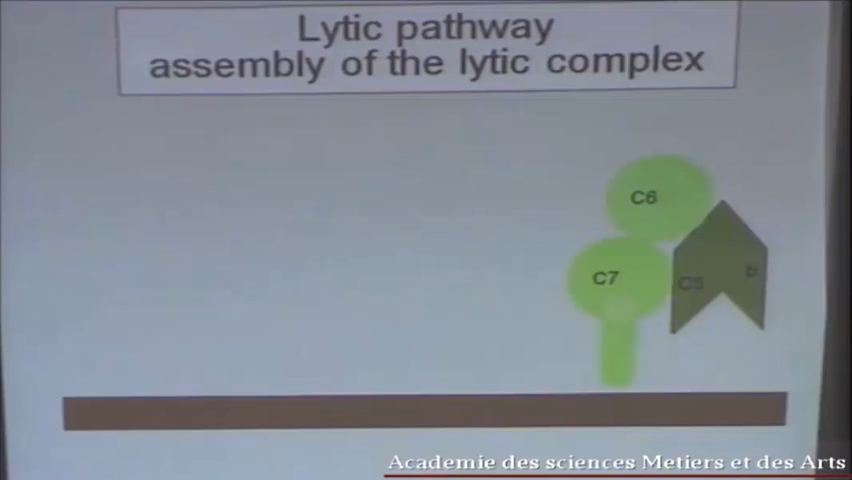 Lytic pathway
assembly of the lytic complex
C6
C7
C5
b
Academie des sciences Metiers et des Arts